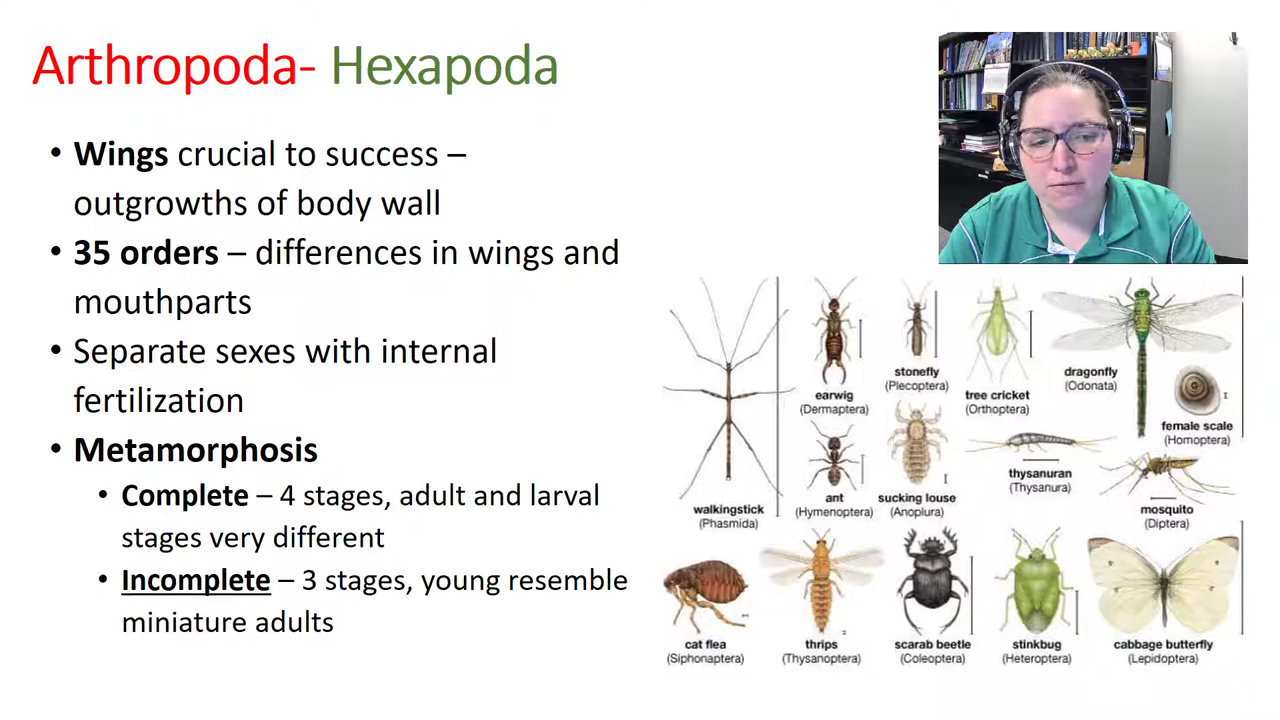 Arthropoda- Hexapoda
• Wings crucial to success –
outgrowths of body wall
• 35 orders – differences in wings and
mouthparts
• Separate sexes with internal
fertilization
• Metamorphosis
• Complete – 4 stages, adult and larval
stages very different
• Incomplete – 3 stages, young resemble
miniature adults
walkingstick
(Phasmida)
earwig
(Dermaptera)
stonefly
(Plecoptera)
tree cricket
(Orthoptera)
dragonfly
(Odonata)
female scale
(Homoptera)
ant
(Hymenoptera)
sucking louse
(Anoplura)
thysanuran
(Thysanura)
mosquito
(Diptera)
cat flea
(Siphonaptera)
thrips
(Thysanoptera)
scarab beetle
(Coleoptera)
stinkbug
(Heteroptera)
cabbage butterfly
(Lepidoptera)